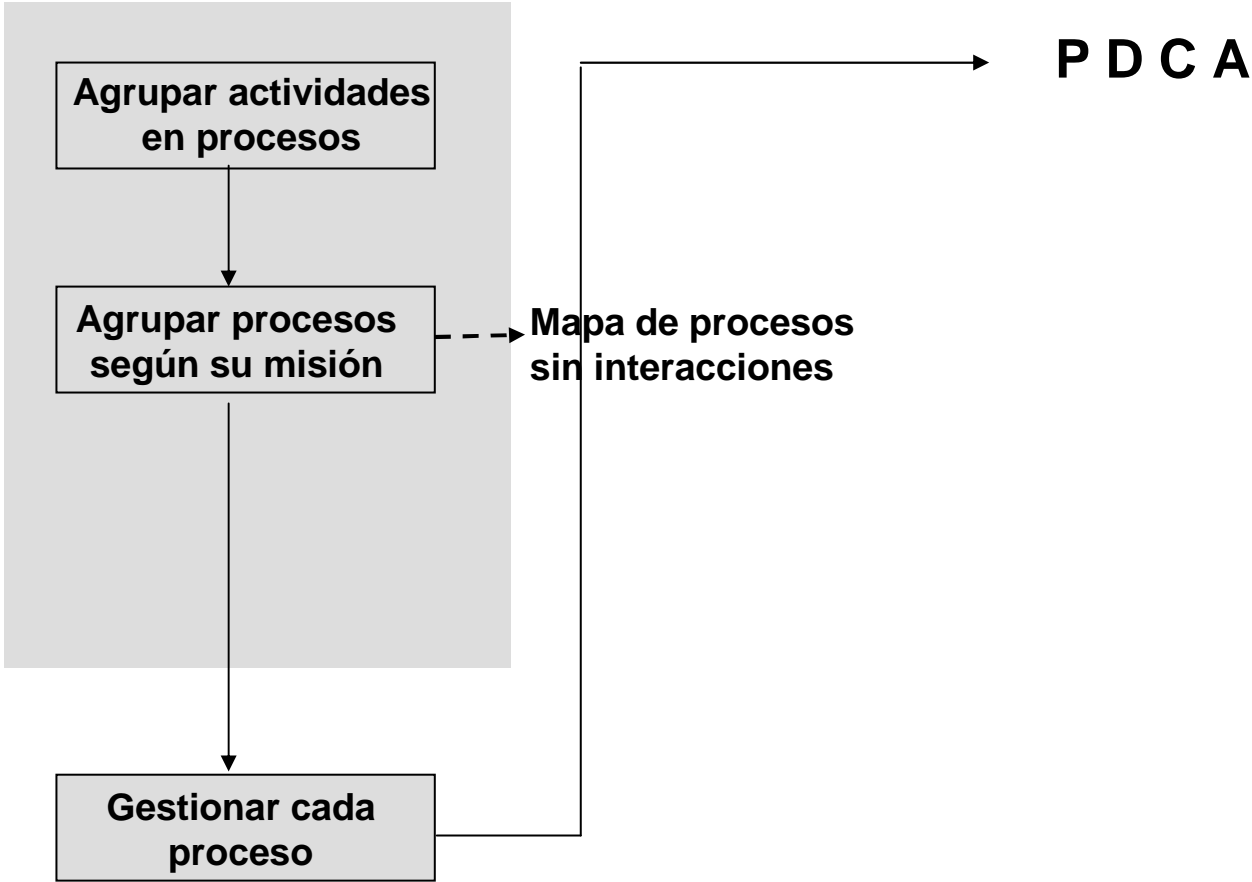 P D C A
Agrupar actividades
en procesos
Agrupar procesos
según su misión
Mapa de procesos
sin interacciones
Gestionar cada
proceso